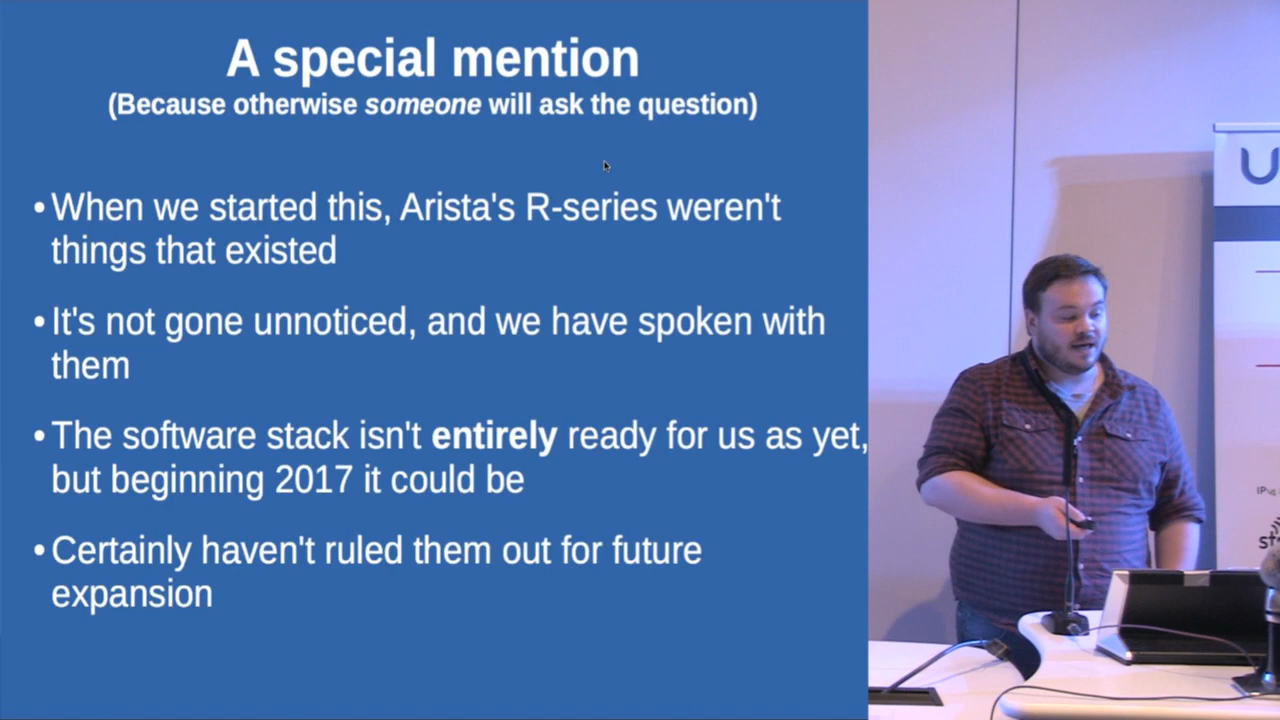 A special mention
(Because otherwise someone will ask the question)
• When we started this, Arista's R-series weren't
things that existed
• It's not gone unnoticed, and we have spoken with
them
• The software stack isn't entirely ready for us as yet,
but beginning 2017 it could be
• Certainly haven't ruled them out for future
expansion
U